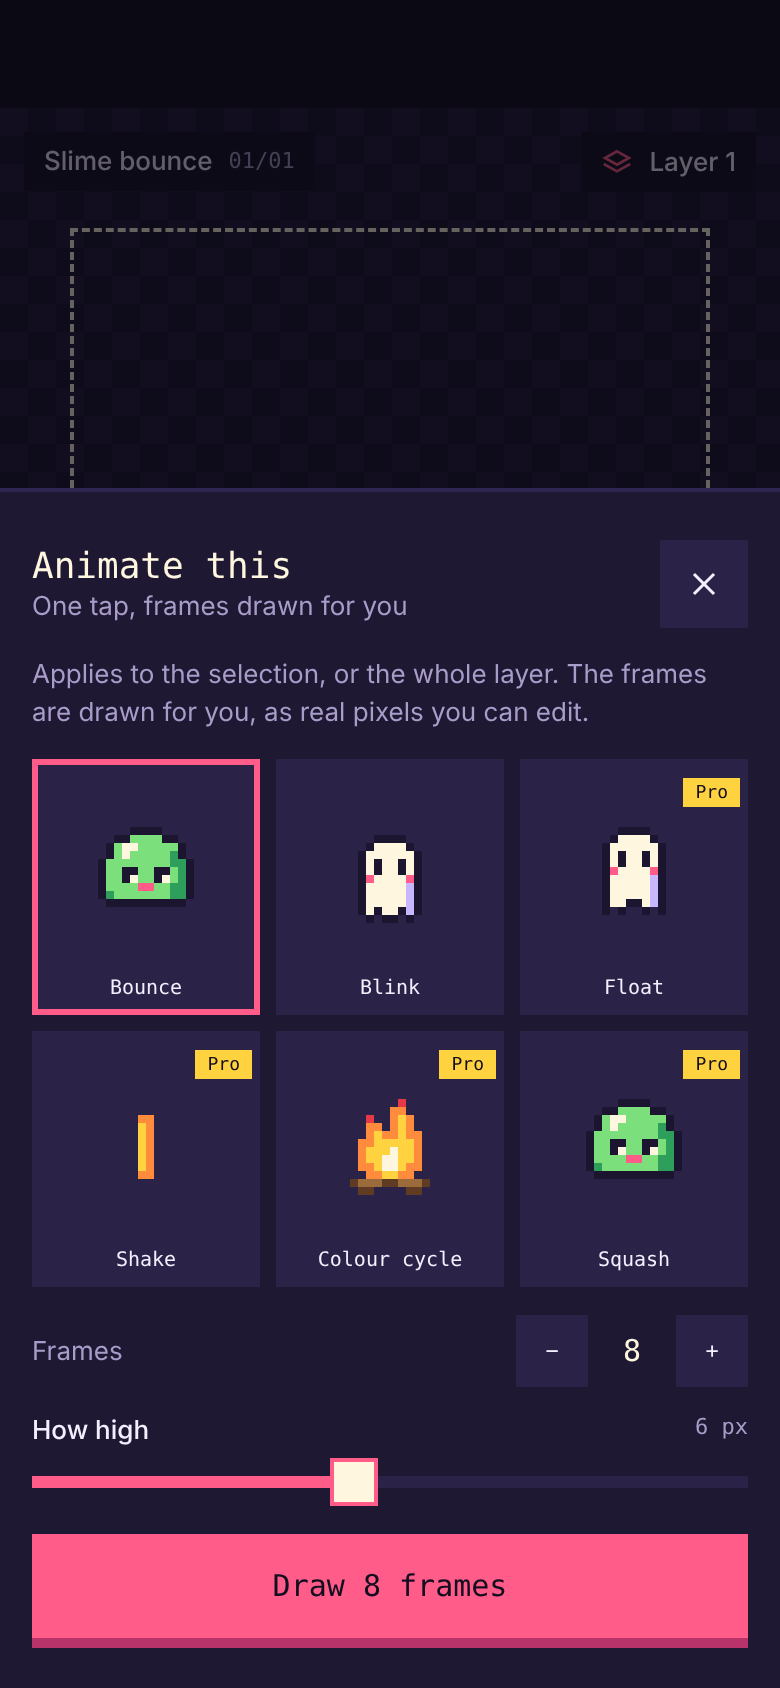 Slime bounce 01/01
Layer 1
Animate this
One tap, frames drawn for you
Applies to the selection, or the whole layer. The frames
are drawn for you, as real pixels you can edit.
Pro
Bounce
Blink
Float
Pro
Pro
Pro
Shake
Colour cycle
Squash
Frames
−
8
+
How high
6 px
Draw 8 frames